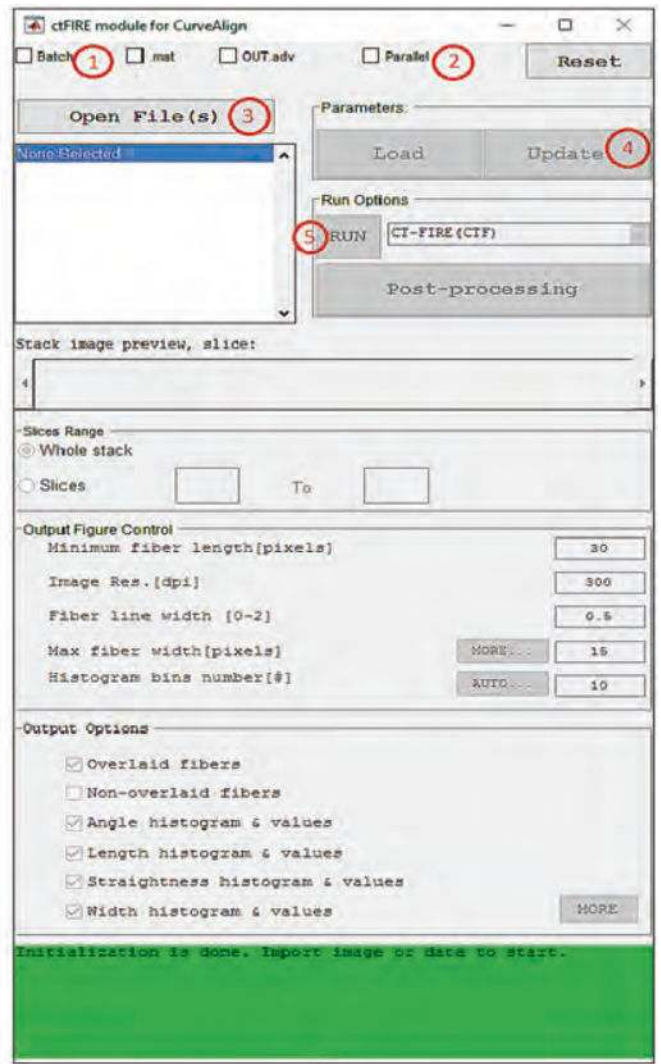 ctFIRE module for CurveAlign
Batch 1 .mat OUT.adv Parallel 2 Reset
Open File(s) 3
Parameters:
None Selected
Load Update 4
Run Options
5 RUN CT-FIRE(CTF)
Post-processing
Stack image preview, slice:
Slices Range
Whole stack
Slices To
Output Figure Control
Minimum fiber length[pixels] 30
Image Res.[dpi] 300
Fiber line width [0-2] 0.5
Max fiber width[pixels] MORE... 15
Histogram bins number[#] AUTO... 10
Output Options
Overlaid fibers
Non-overlaid fibers
Angle histogram & values
Length histogram & values
Straightness histogram & values
Width histogram & values MORE
Initialization is done. Import image or data to start.